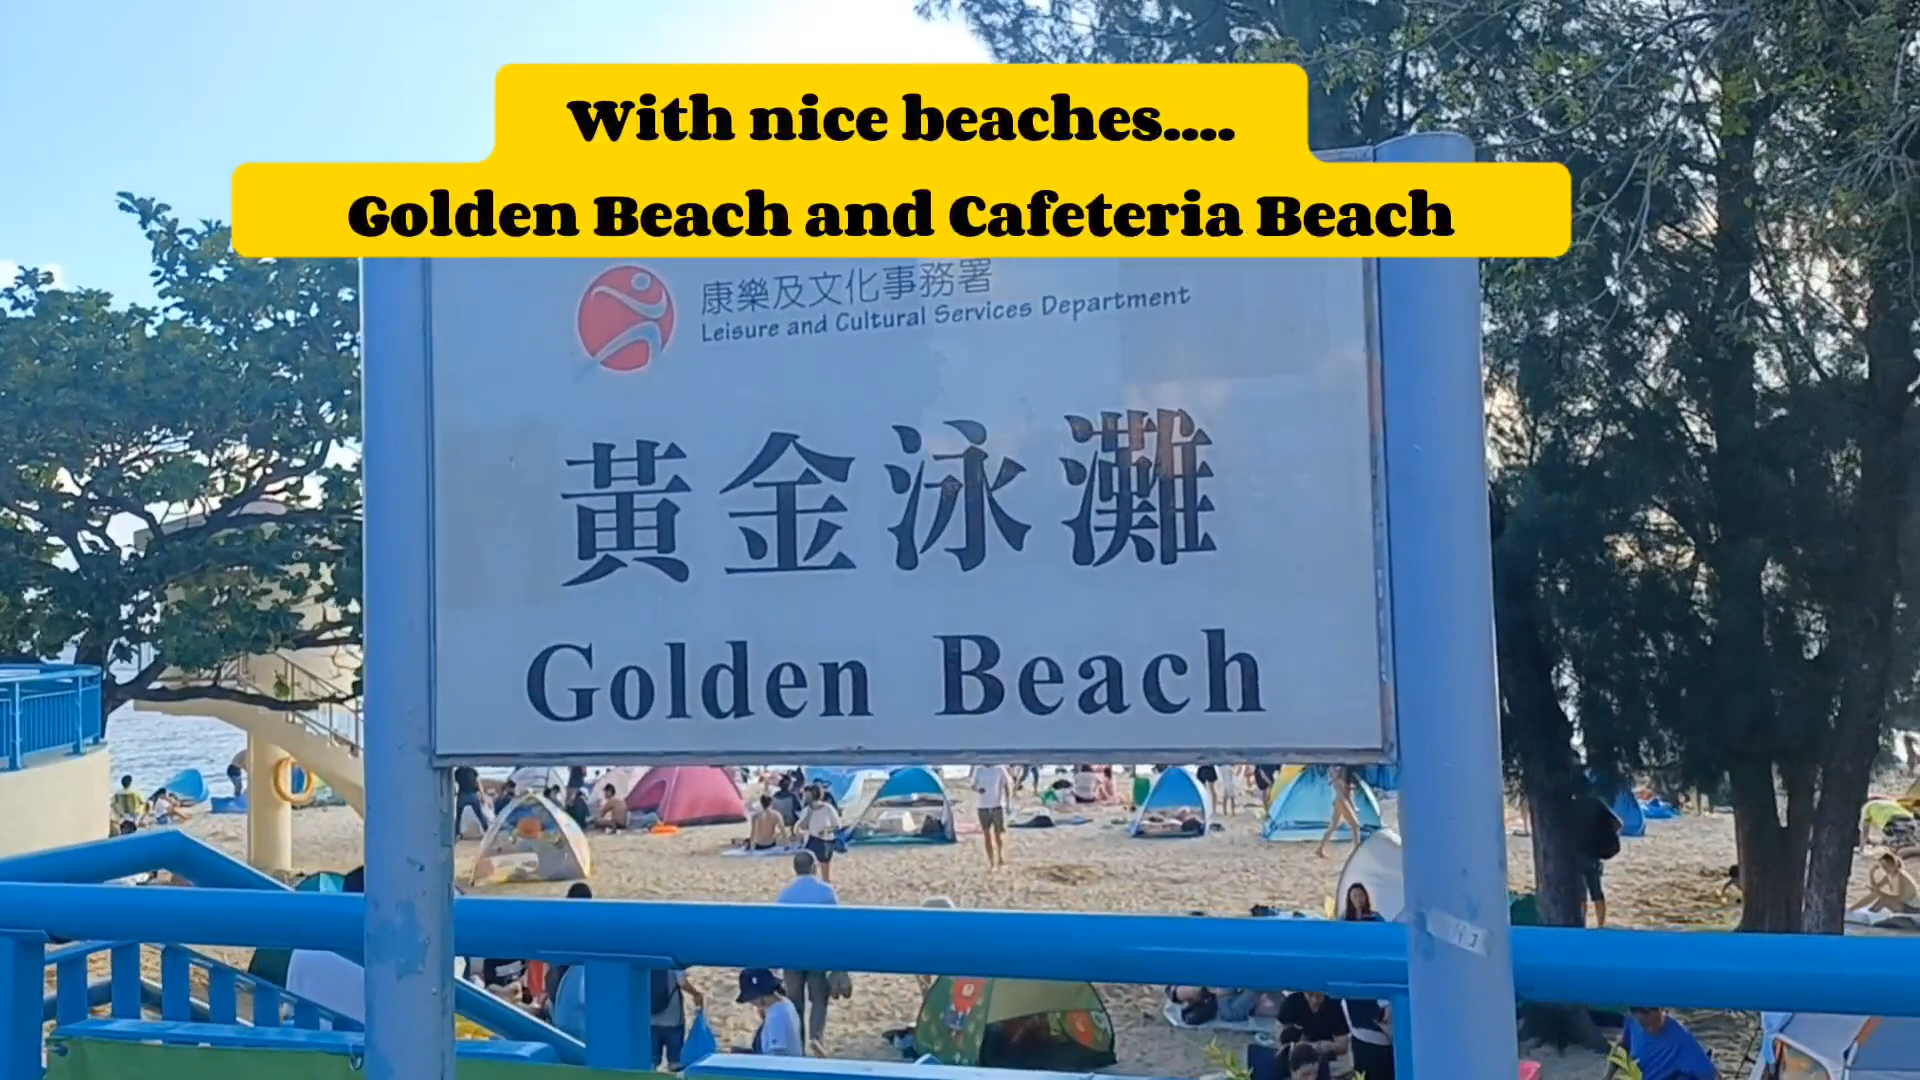 With nice beaches....
Golden Beach and Cafeteria Beach
康樂及文化事務署
Leisure and Cultural Services Department
黃金泳灘
Golden Beach